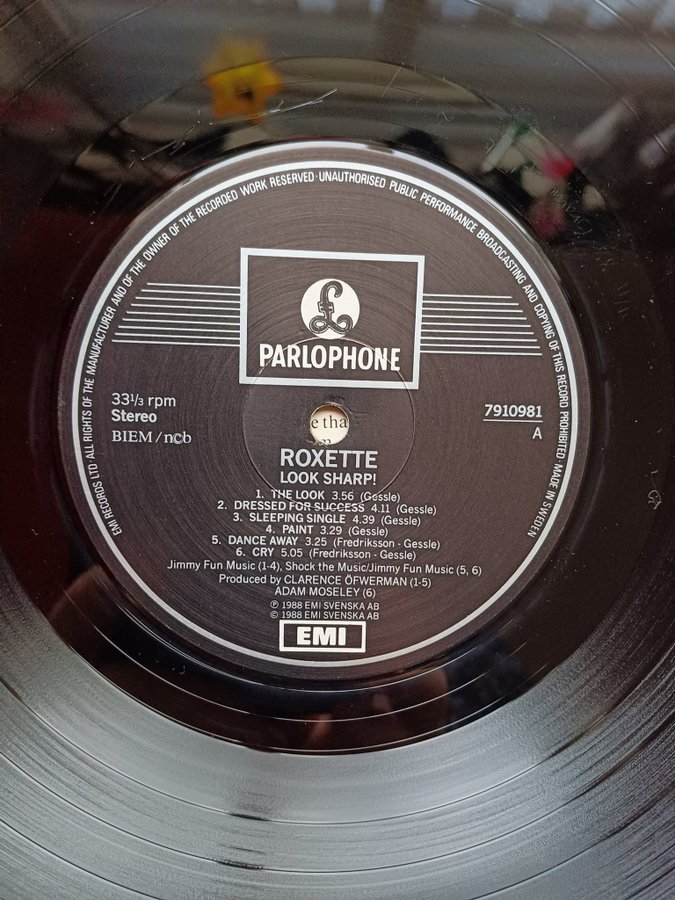 EMI RECORDS LTD · ALL RIGHTS OF THE MANUFACTURER AND OF THE OWNER OF THE RECORDED WORK RESERVED · UNAUTHORISED PUBLIC PERFORMANCE BROADCASTING AND COPYING OF THIS RECORD PROHIBITED · MADE IN SWEDEN
£
PARLOPHONE
33⅓ rpm
Stereo
BIEM/n©b
7910981
A
e tha
ROXETTE
LOOK SHARP!
1. THE LOOK 3.56 (Gessle)
2. DRESSED FOR SUCCESS 4.11 (Gessle)
3. SLEEPING SINGLE 4.39 (Gessle)
4. PAINT 3.29 (Gessle)
5. DANCE AWAY 3.25 (Fredriksson - Gessle)
6. CRY 5.05 (Fredriksson - Gessle)
Jimmy Fun Music (1-4), Shock the Music/Jimmy Fun Music (5, 6)
Produced by CLARENCE ÖFWERMAN (1-5)
ADAM MOSELEY (6)
℗ 1988 EMI SVENSKA AB
© 1988 EMI SVENSKA AB
EMI